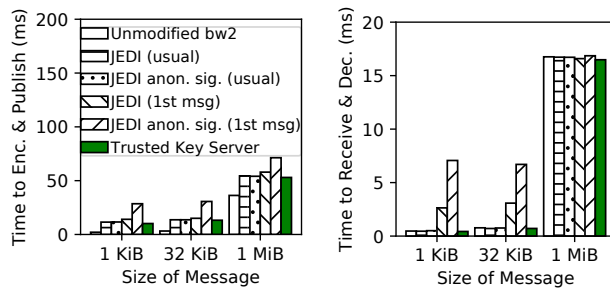 Time to Enc. & Publish (ms)
200
150
100
50
0
Unmodified bw2
JEDI (usual)
JEDI anon. sig. (usual)
JEDI (1st msg)
JEDI anon. sig. (1st msg)
Trusted Key Server
1 KiB 32 KiB 1 MiB
Size of Message
Time to Receive & Dec. (ms)
20
15
10
5
0
1 KiB 32 KiB 1 MiB
Size of Message